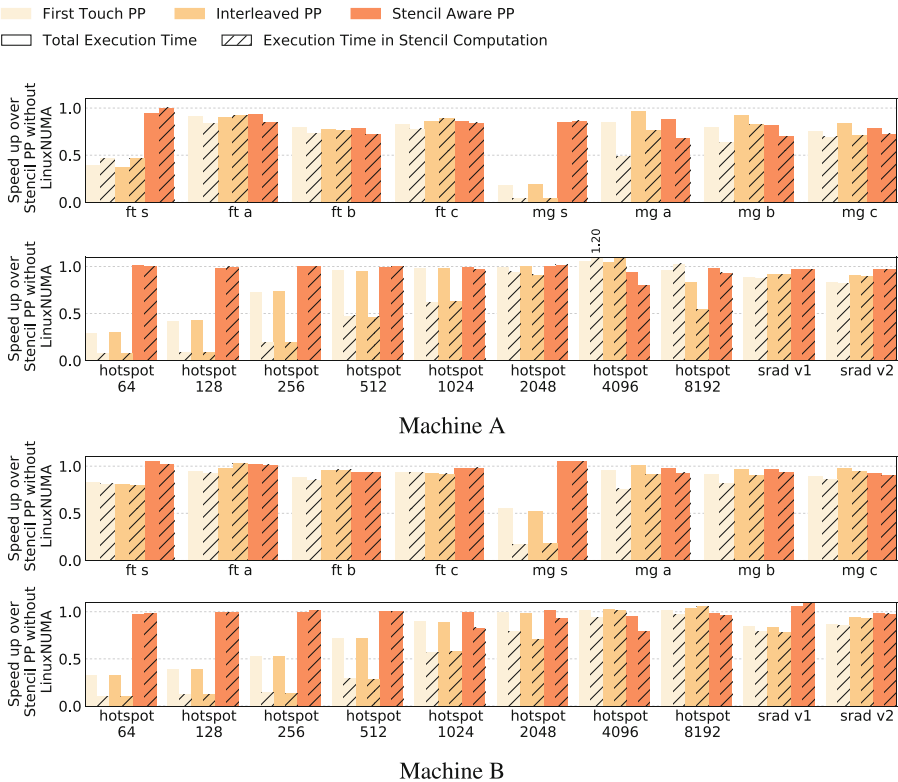 First Touch PP Interleaved PP Stencil Aware PP
Total Execution Time Execution Time in Stencil Computation
Speed up over
Stencil PP without
LinuxNUMA
1.0
0.5
0.0
ft s ft a ft b ft c mg s mg a mg b mg c
1.20
Speed up over
Stencil PP without
LinuxNUMA
1.0
0.5
0.0
hotspot hotspot hotspot hotspot hotspot hotspot hotspot hotspot srad v1 srad v2
64 128 256 512 1024 2048 4096 8192
Machine A
Speed up over
Stencil PP without
LinuxNUMA
1.0
0.5
0.0
ft s ft a ft b ft c mg s mg a mg b mg c
Speed up over
Stencil PP without
LinuxNUMA
1.0
0.5
0.0
hotspot hotspot hotspot hotspot hotspot hotspot hotspot hotspot srad v1 srad v2
64 128 256 512 1024 2048 4096 8192
Machine B